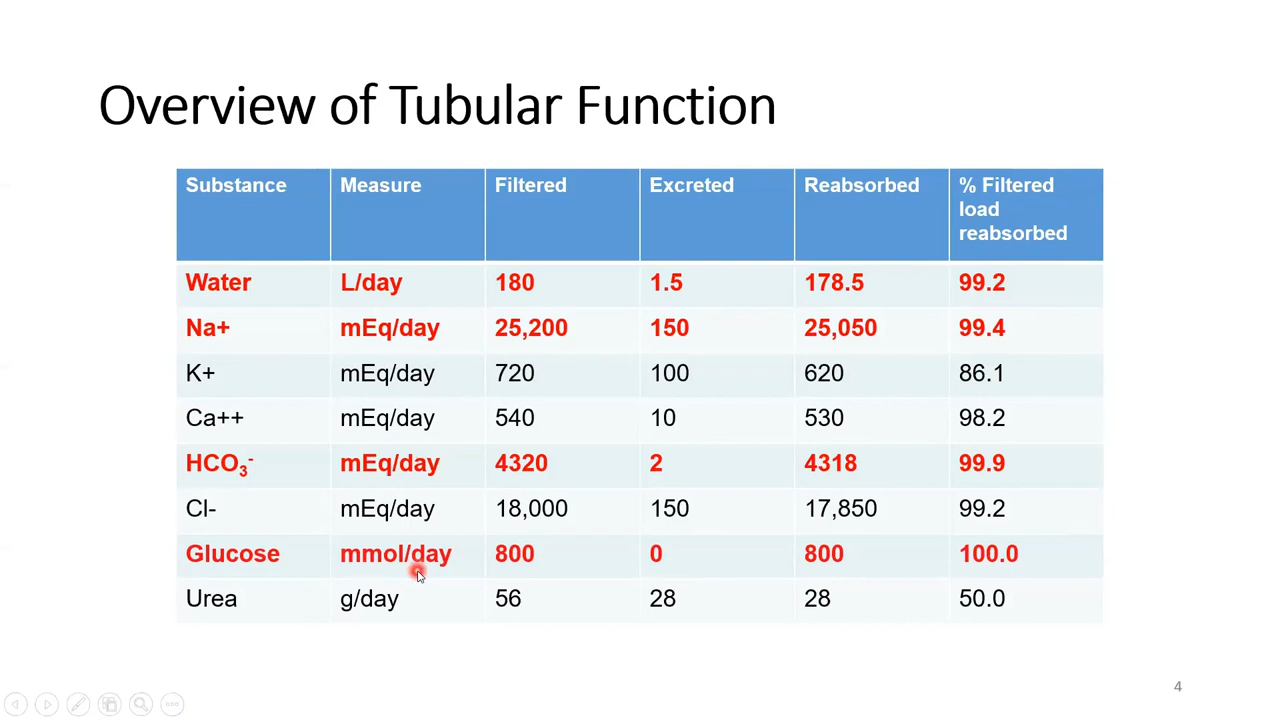 Overview of Tubular Function
Substance Measure Filtered Excreted Reabsorbed % Filtered load reabsorbed
Water L/day 180 1.5 178.5 99.2
Na+ mEq/day 25,200 150 25,050 99.4
K+ mEq/day 720 100 620 86.1
Ca++ mEq/day 540 10 530 98.2
HCO₃⁻ mEq/day 4320 2 4318 99.9
Cl- mEq/day 18,000 150 17,850 99.2
Glucose mmol/day 800 0 800 100.0
Urea g/day 56 28 28 50.0
4